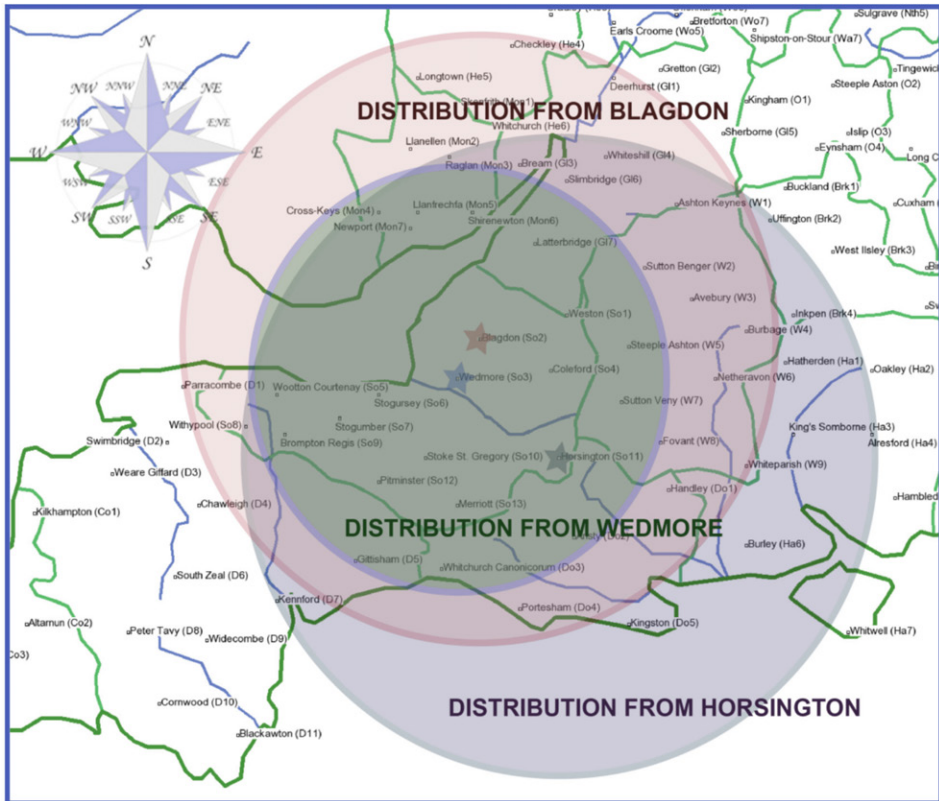 Sulgrave (Nth5)
Bretforton (Wo7)
Earls Croome (Wo5)
Shipston-on-Stour (Wa7)
Checkley (He4)
N
Gretton (Gl2)
Tingewick
Longtown (He5)
Deerhurst (Gl1)
Steeple Aston (O2)
NNW
NNE
NW
NE
Kingham (O1)
Skenfrith (Mon1)
DISTRIBUTION FROM BLAGDON
WNW
ENE
Whitchurch (He6)
Sherborne (Gl5)
Islip (O3)
Llanellen (Mon2)
Eynsham (O4)
W
E
Raglan (Mon3)
Bream (Gl3)
Whiteshill (Gl4)
Long C
WSW
ESE
Slimbridge (Gl6)
Buckland (Brk1)
SW
SSW
SSE
SE
Cross-Keys (Mon4)
Llanfrechfa (Mon5)
Ashton Keynes (W1)
Cuxham (
Newport (Mon7)
Shirenewton (Mon6)
Uffington (Brk2)
S
Latterbridge (Gl7)
West Ilsley (Brk3)
Sutton Benger (W2)
Avebury (W3)
Weston (So1)
Inkpen (Brk4)
Burbage (W4)
Blagdon (So2)
Steeple Ashton (W5)
Hatherden (Ha1)
Coleford (So4)
Oakley (Ha2)
Wedmore (So3)
Netheravon (W6)
Parracombe (D1)
Wootton Courtenay (So5)
Stogursey (So6)
Sutton Veny (W7)
Withypool (So8)
Stogumber (So7)
King's Somborne (Ha3)
Swimbridge (D2)
Brompton Regis (So9)
Fovant (W8)
Alresford (Ha4)
Stoke St. Gregory (So10)
Horsington (So11)
Whiteparish (W9)
Weare Giffard (D3)
Pitminster (So12)
Handley (Do1)
Hambled
Chawleigh (D4)
Merriott (So13)
Kilkhampton (Co1)
DISTRIBUTION FROM WEDMORE
Burley (Ha6)
Gittisham (D5)
Whitchurch Canonicorum (Do3)
South Zeal (D6)
Kennford (D7)
Portesham (Do4)
Altarnun (Co2)
Kingston (Do5)
Peter Tavy (D8)
Widecombe (D9)
Whitwell (Ha7)
Co3)
Cornwood (D10)
DISTRIBUTION FROM HORSINGTON
Blackawton (D11)